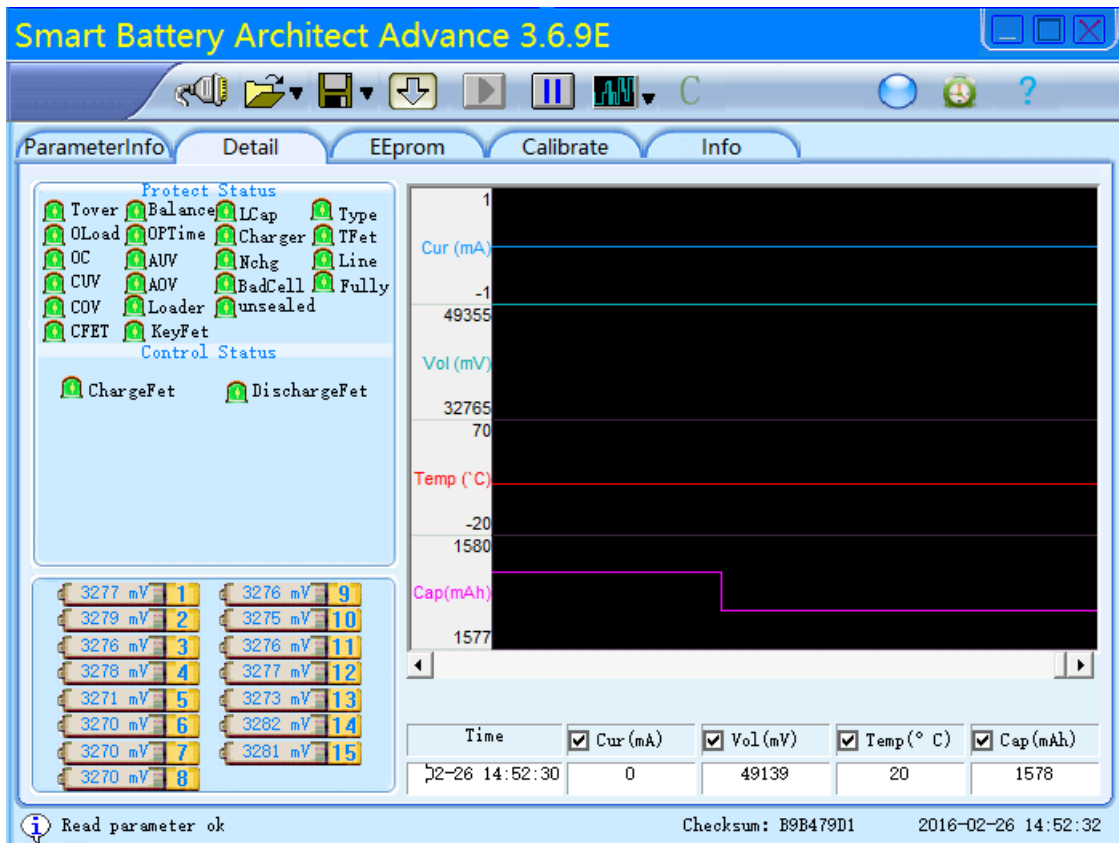 Smart Battery Architect Advance 3.6.9E
C ?
ParameterInfo Detail EEprom Calibrate Info
Protect Status
Tover Balance LCap Type
OLoad OPTime Charger TFet
OC AUV Nchg Line
CUV AOV BadCell Fully
COV Loader unsealed
CFET KeyFet
Control Status
ChargeFet DischargeFet
3277 mV 1
3279 mV 2
3276 mV 3
3278 mV 4
3271 mV 5
3270 mV 6
3270 mV 7
3270 mV 8
3276 mV 9
3275 mV 10
3276 mV 11
3277 mV 12
3273 mV 13
3282 mV 14
3281 mV 15
1
Cur (mA)
-1
49355
Vol (mV)
32765
70
Temp (`C)
-20
1580
Cap(mAh)
1577
Time Cur(mA) Vol(mV) Temp(° C) Cap(mAh)
02-26 14:52:30 0 49139 20 1578
Read parameter ok Checksum: B9B479D1 2016-02-26 14:52:32